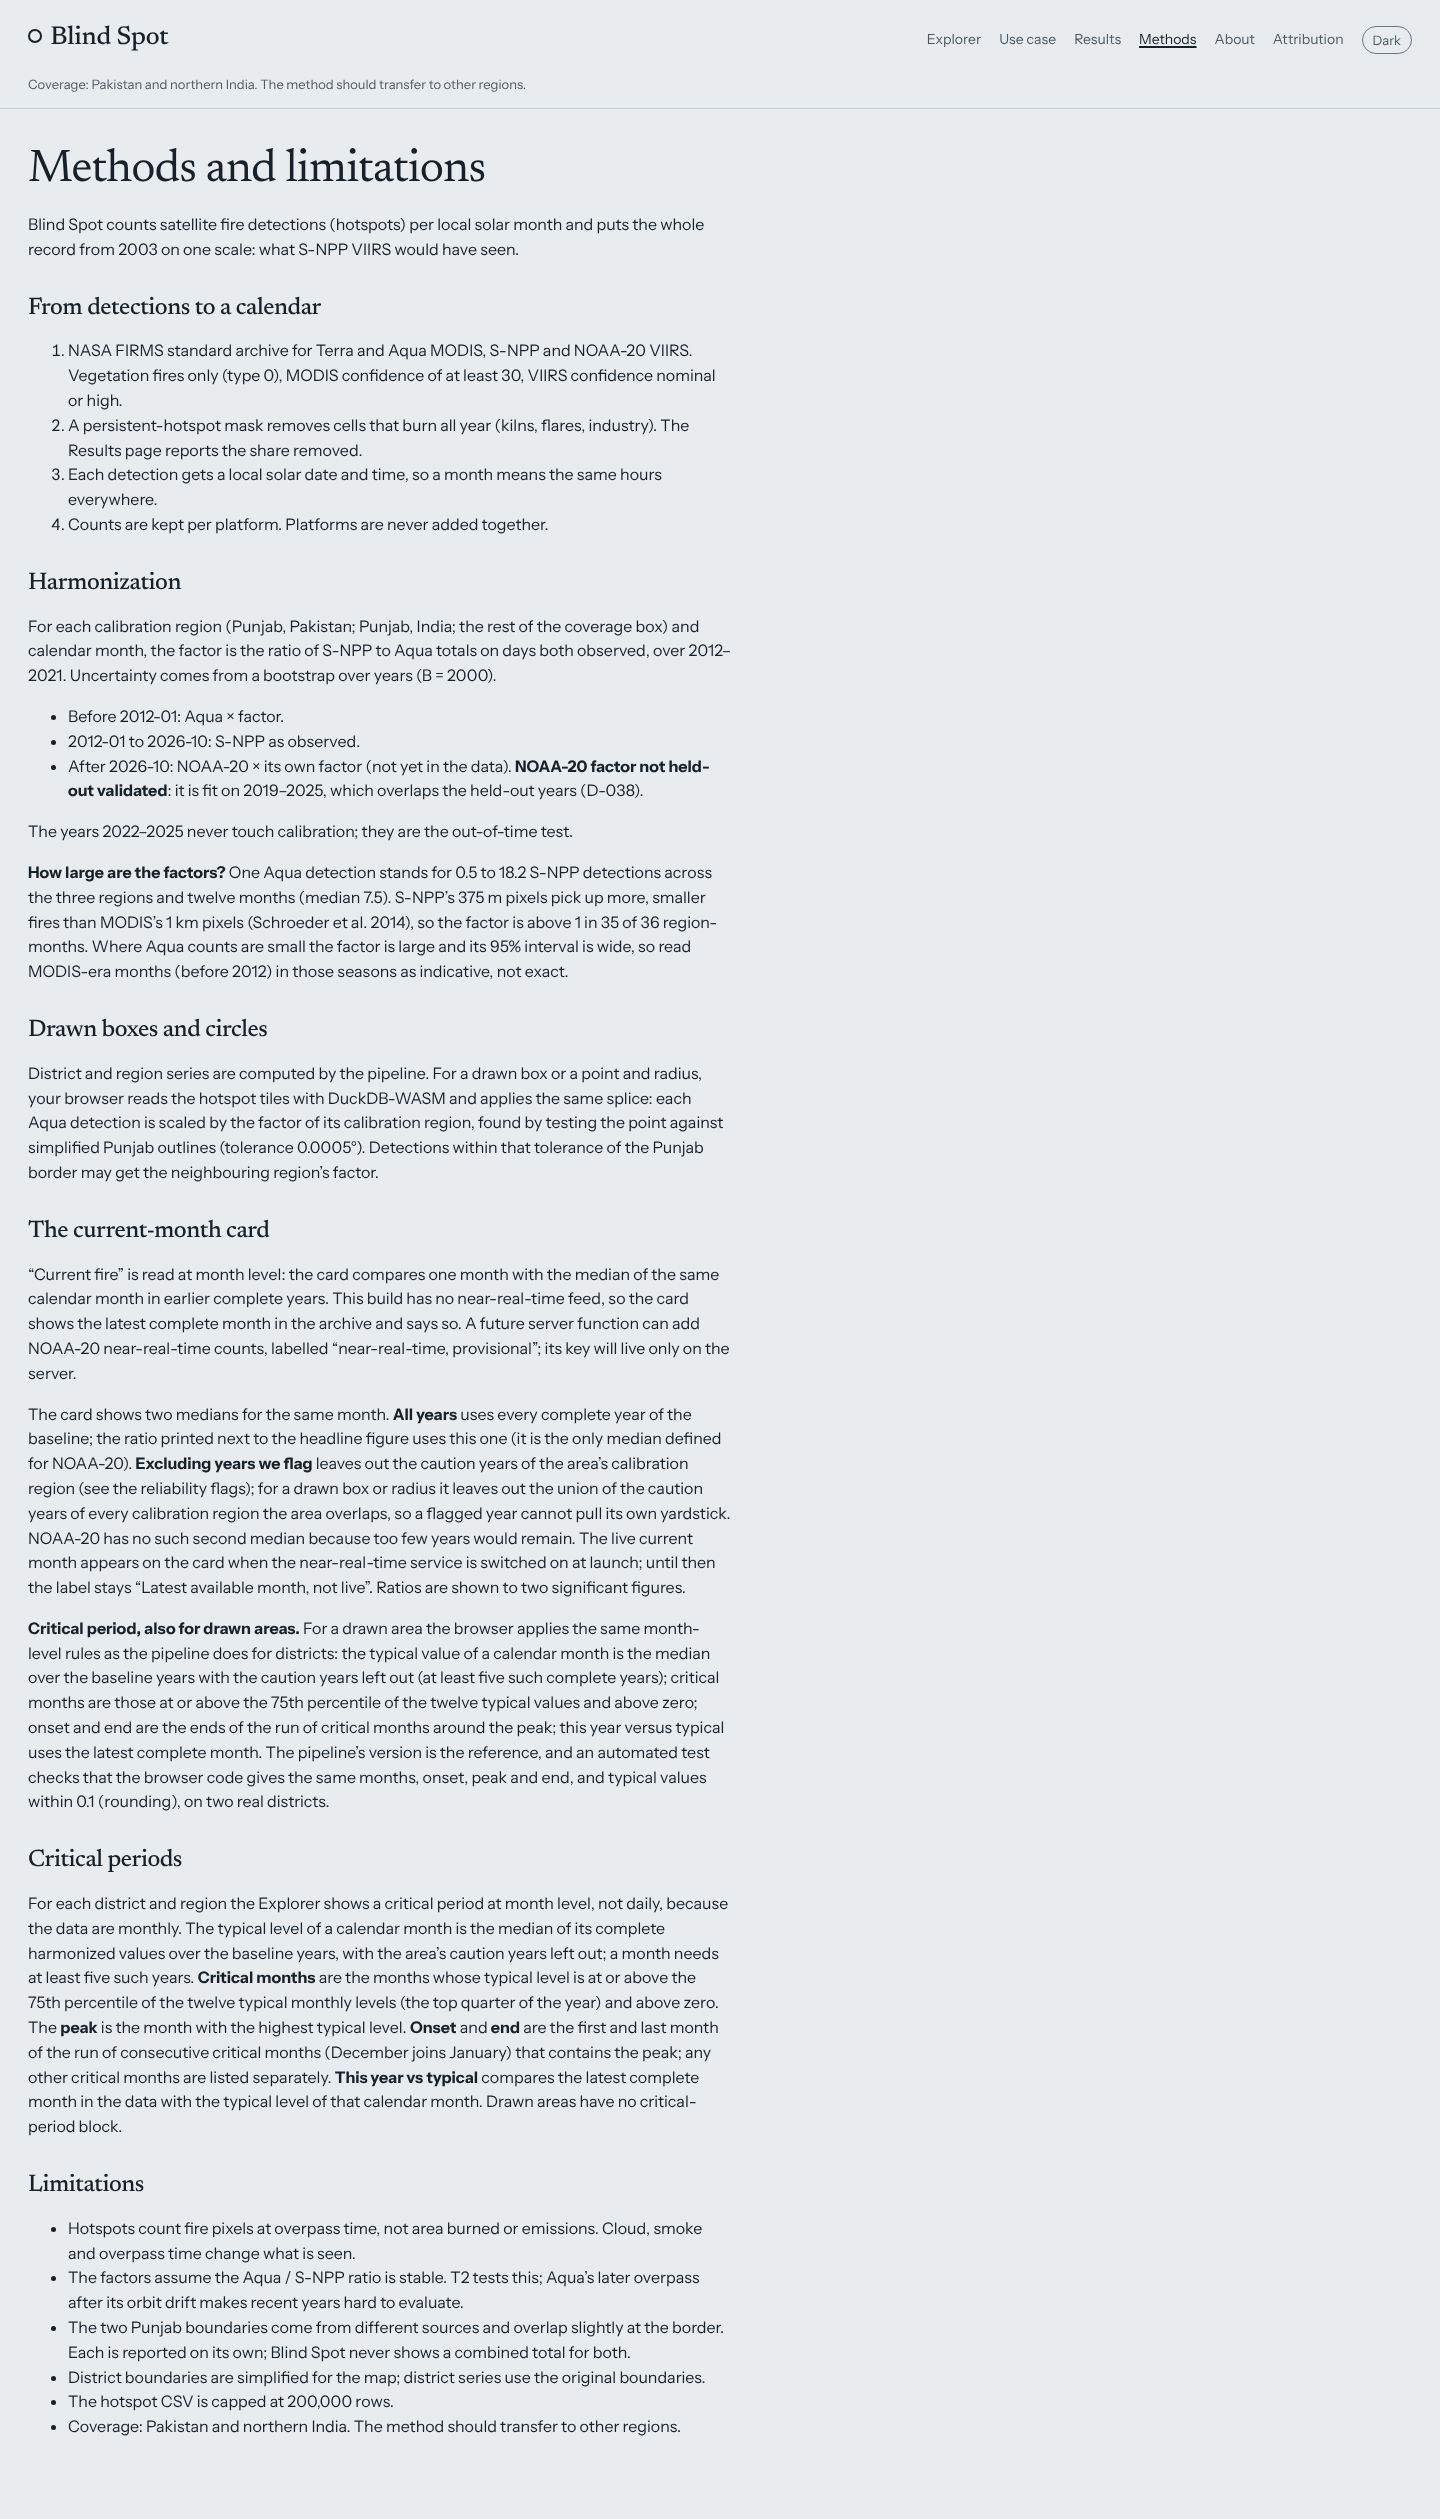 Blind Spot
Explorer Use case Results Methods About Attribution Dark
Coverage: Pakistan and northern India. The method should transfer to other regions.
Methods and limitations
Blind Spot counts satellite fire detections (hotspots) per local solar month and puts the whole
record from 2003 on one scale: what S-NPP VIIRS would have seen.
From detections to a calendar
1. NASA FIRMS standard archive for Terra and Aqua MODIS, S-NPP and NOAA-20 VIIRS.
Vegetation fires only (type 0), MODIS confidence of at least 30, VIIRS confidence nominal
or high.
2. A persistent-hotspot mask removes cells that burn all year (kilns, flares, industry). The
Results page reports the share removed.
3. Each detection gets a local solar date and time, so a month means the same hours
everywhere.
4. Counts are kept per platform. Platforms are never added together.
Harmonization
For each calibration region (Punjab, Pakistan; Punjab, India; the rest of the coverage box) and
calendar month, the factor is the ratio of S-NPP to Aqua totals on days both observed, over 2012–
2021. Uncertainty comes from a bootstrap over years (B = 2000).
• Before 2012-01: Aqua × factor.
• 2012-01 to 2026-10: S-NPP as observed.
• After 2026-10: NOAA-20 × its own factor (not yet in the data). NOAA-20 factor not held-
out validated: it is fit on 2019–2025, which overlaps the held-out years (D-038).
The years 2022–2025 never touch calibration; they are the out-of-time test.
How large are the factors? One Aqua detection stands for 0.5 to 18.2 S-NPP detections across
the three regions and twelve months (median 7.5). S-NPP’s 375 m pixels pick up more, smaller
fires than MODIS’s 1 km pixels (Schroeder et al. 2014), so the factor is above 1 in 35 of 36 region-
months. Where Aqua counts are small the factor is large and its 95% interval is wide, so read
MODIS-era months (before 2012) in those seasons as indicative, not exact.
Drawn boxes and circles
District and region series are computed by the pipeline. For a drawn box or a point and radius,
your browser reads the hotspot tiles with DuckDB-WASM and applies the same splice: each
Aqua detection is scaled by the factor of its calibration region, found by testing the point against
simplified Punjab outlines (tolerance 0.0005°). Detections within that tolerance of the Punjab
border may get the neighbouring region’s factor.
The current-month card
“Current fire” is read at month level: the card compares one month with the median of the same
calendar month in earlier complete years. This build has no near-real-time feed, so the card
shows the latest complete month in the archive and says so. A future server function can add
NOAA-20 near-real-time counts, labelled “near-real-time, provisional”; its key will live only on the
server.
The card shows two medians for the same month. All years uses every complete year of the
baseline; the ratio printed next to the headline figure uses this one (it is the only median defined
for NOAA-20). Excluding years we flag leaves out the caution years of the area’s calibration
region (see the reliability flags); for a drawn box or radius it leaves out the union of the caution
years of every calibration region the area overlaps, so a flagged year cannot pull its own yardstick.
NOAA-20 has no such second median because too few years would remain. The live current
month appears on the card when the near-real-time service is switched on at launch; until then
the label stays “Latest available month, not live”. Ratios are shown to two significant figures.
Critical period, also for drawn areas. For a drawn area the browser applies the same month-
level rules as the pipeline does for districts: the typical value of a calendar month is the median
over the baseline years with the caution years left out (at least five such complete years); critical
months are those at or above the 75th percentile of the twelve typical values and above zero;
onset and end are the ends of the run of critical months around the peak; this year versus typical
uses the latest complete month. The pipeline’s version is the reference, and an automated test
checks that the browser code gives the same months, onset, peak and end, and typical values
within 0.1 (rounding), on two real districts.
Critical periods
For each district and region the Explorer shows a critical period at month level, not daily, because
the data are monthly. The typical level of a calendar month is the median of its complete
harmonized values over the baseline years, with the area’s caution years left out; a month needs
at least five such years. Critical months are the months whose typical level is at or above the
75th percentile of the twelve typical monthly levels (the top quarter of the year) and above zero.
The peak is the month with the highest typical level. Onset and end are the first and last month
of the run of consecutive critical months (December joins January) that contains the peak; any
other critical months are listed separately. This year vs typical compares the latest complete
month in the data with the typical level of that calendar month. Drawn areas have no critical-
period block.
Limitations
• Hotspots count fire pixels at overpass time, not area burned or emissions. Cloud, smoke
and overpass time change what is seen.
• The factors assume the Aqua / S-NPP ratio is stable. T2 tests this; Aqua’s later overpass
after its orbit drift makes recent years hard to evaluate.
• The two Punjab boundaries come from different sources and overlap slightly at the border.
Each is reported on its own; Blind Spot never shows a combined total for both.
• District boundaries are simplified for the map; district series use the original boundaries.
• The hotspot CSV is capped at 200,000 rows.
• Coverage: Pakistan and northern India. The method should transfer to other regions.